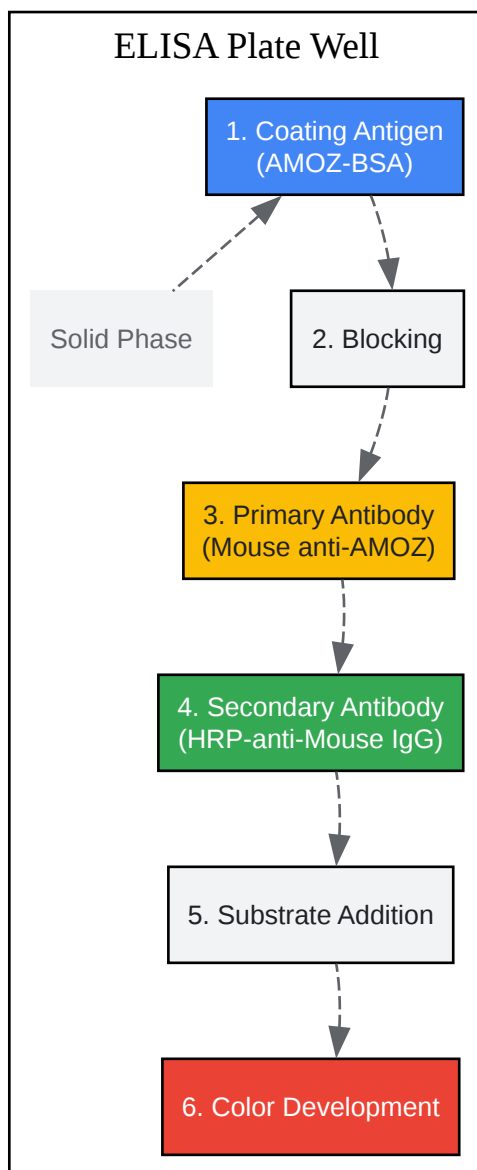 ELISA Plate Well
1. Coating Antigen
(AMOZ-BSA)
Solid Phase
2. Blocking
3. Primary Antibody
(Mouse anti-AMOZ)
4. Secondary Antibody
(HRP-anti-Mouse IgG)
5. Substrate Addition
6. Color Development